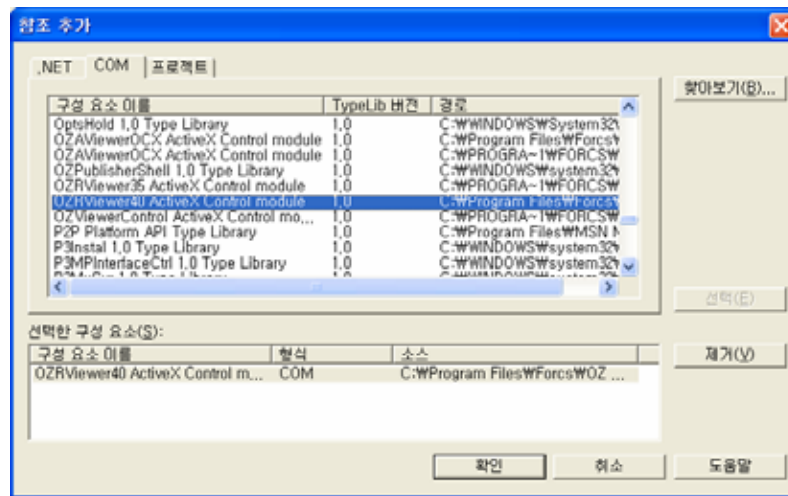 참조 추가
.NET COM 프로젝트
찾아보기(B)...
구성 요소 이름 TypeLib 버전 경로
OptsHold 1.0 Type Library 1.0 C:\WINDOWS\System32\
OZAViewerOCX ActiveX Control module 1.0 C:\Program Files\Forcs\
OZAViewerOCX ActiveX Control module 1.0 C:\PROGRA~1\FORCS\
OZPublisherShell 1.0 Type Library 1.0 C:\WINDOWS\system32\
OZRViewer35 ActiveX Control module 1.0 C:\PROGRA~1\FORCS\
OZRViewer40 ActiveX Control module 1.0 C:\Program Files\Forcs\
OZViewerControl ActiveX Control mo... 1.0 C:\PROGRA~1\FORCS\
P2P Platform API Type Library 1.0 C:\Program Files\MSN
P3Instal 1.0 Type Library 1.0 C:\WINDOWS\system32\
P3MPInterfaceCtrl 1.0 Type Library 1.0 C:\WINDOWS\system32\
선택(E)
선택한 구성 요소(S):
구성 요소 이름 형식 소스
제거(V)
OZRViewer40 ActiveX Control m... COM C:\Program Files\Forcs\OZ ...
확인 취소 도움말